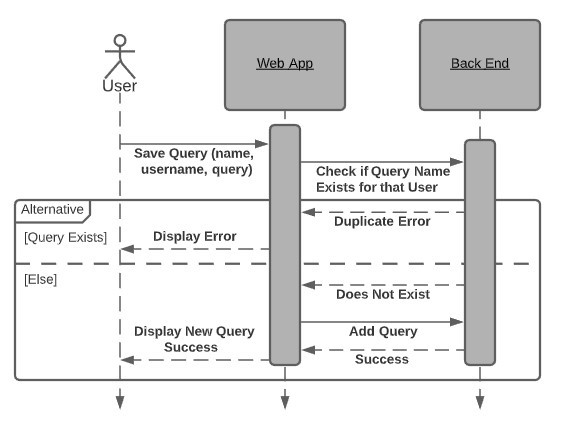 User
Web App
Back End
Save Query (name,
username, query)
Check if Query Name
Exists for that User
Alternative
Duplicate Error
[Query Exists]
Display Error
[Else]
Does Not Exist
Display New Query
Success
Add Query
Success